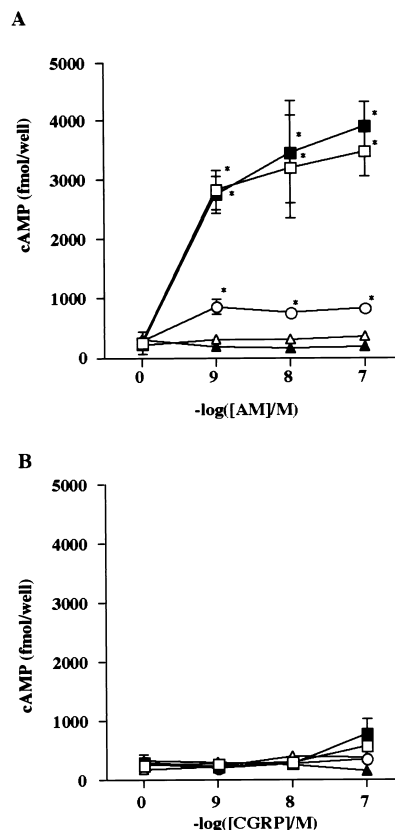 A
5000
4000
3000
2000
1000
0
cAMP (fmol/well)
* * * *
* *
* * *
0 9 8 7
-log([AM]/M)
B
5000
4000
3000
2000
1000
0
cAMP (fmol/well)
0 9 8 7
-log([CGRP]/M)